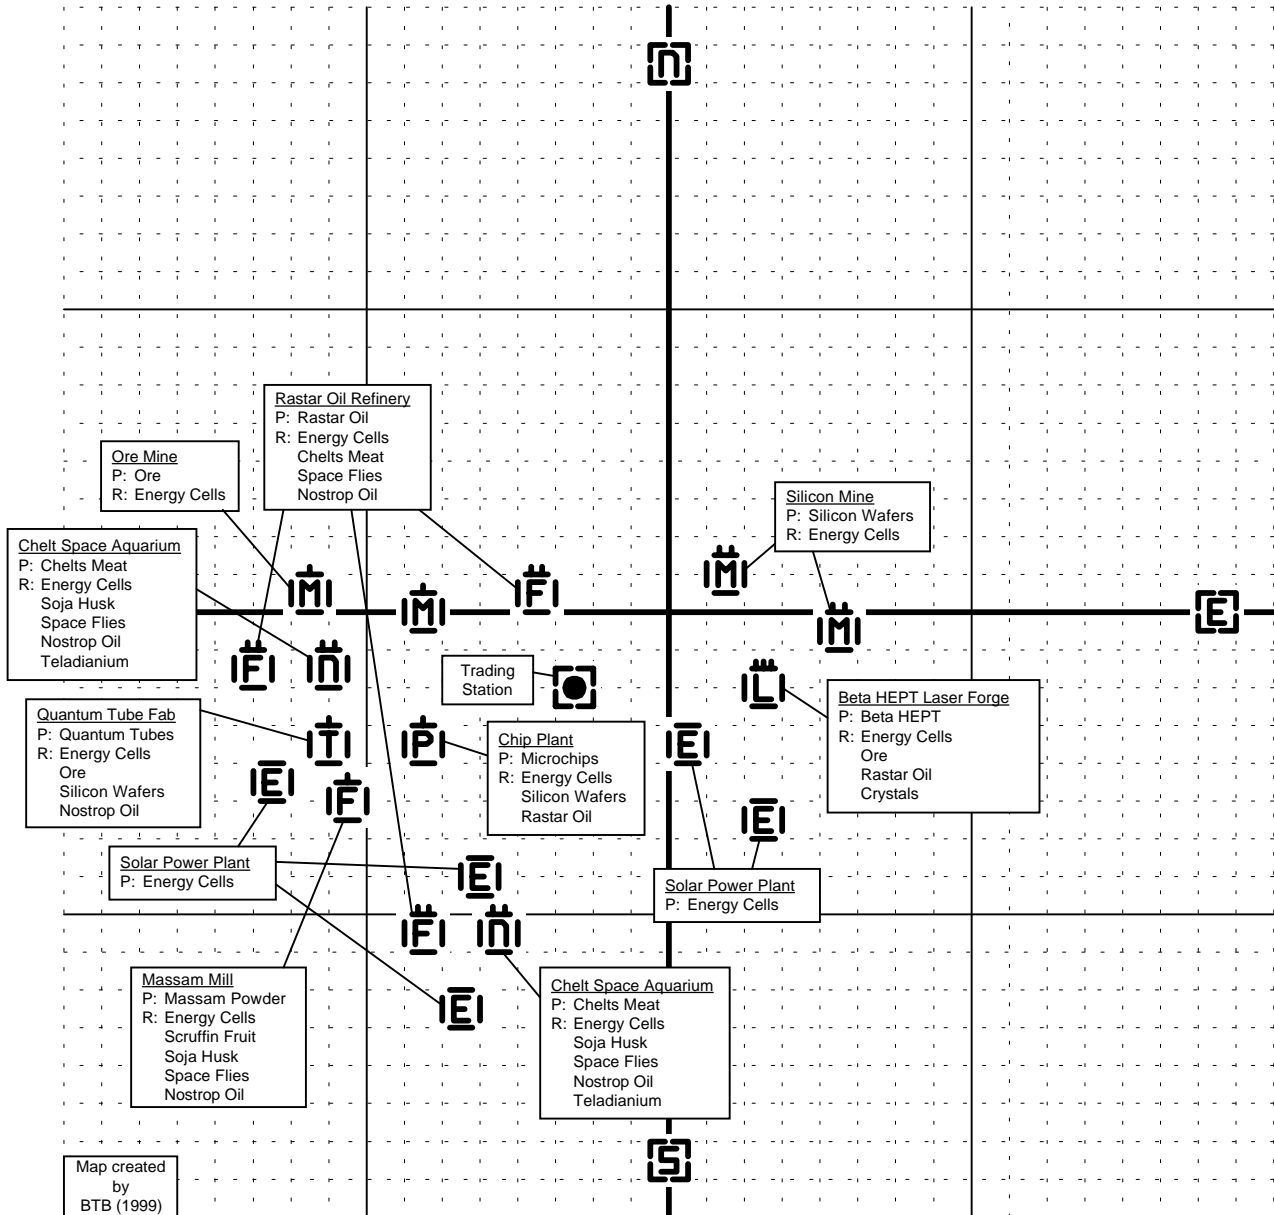 n
Rastar Oil Refinery
P: Rastar Oil
R: Energy Cells
Chelts Meat
Space Flies
Nostrop Oil
Ore Mine
P: Ore
R: Energy Cells
Silicon Mine
P: Silicon Wafers
R: Energy Cells
Chelt Space Aquarium
P: Chelts Meat
R: Energy Cells
Soja Husk
Space Flies
Nostrop Oil
Teladianium
M
M
F
M
M
E
F
n
Trading
Station
L
Beta HEPT Laser Forge
P: Beta HEPT
R: Energy Cells
Ore
Rastar Oil
Crystals
Quantum Tube Fab
P: Quantum Tubes
R: Energy Cells
Ore
Silicon Wafers
Nostrop Oil
T
P
Chip Plant
P: Microchips
R: Energy Cells
Silicon Wafers
Rastar Oil
E
E
F
E
Solar Power Plant
P: Energy Cells
E
Solar Power Plant
P: Energy Cells
F
n
Massam Mill
P: Massam Powder
R: Energy Cells
Scruffin Fruit
Soja Husk
Space Flies
Nostrop Oil
E
Chelt Space Aquarium
P: Chelts Meat
R: Energy Cells
Soja Husk
Space Flies
Nostrop Oil
Teladianium
S
Map created
by
BTB (1999)